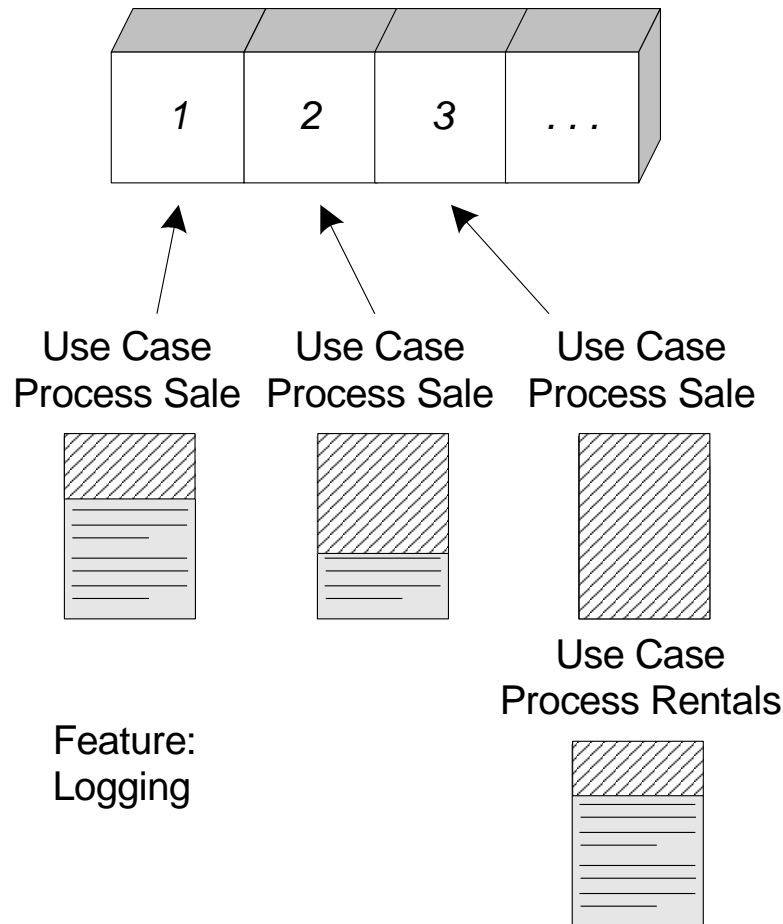 1 2 3 . . .
Use Case
Process Sale
Use Case
Process Sale
Use Case
Process Sale
Use Case
Process Rentals
Feature:
Logging